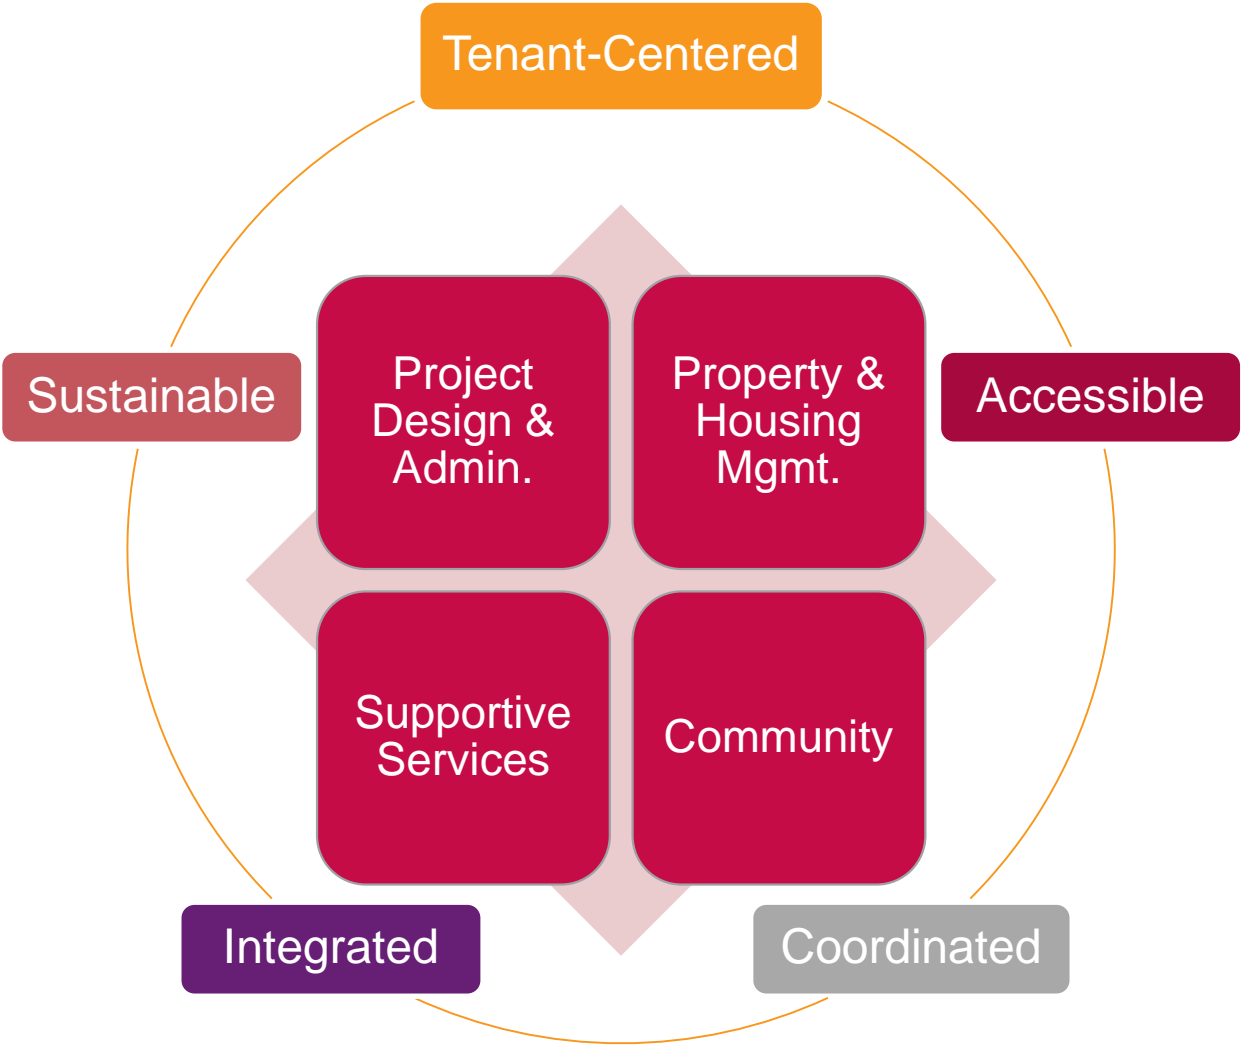 Tenant-Centered
Sustainable
Accessible
Project
Design &
Admin.
Property &
Housing
Mgmt.
Supportive
Services
Community
Integrated
Coordinated